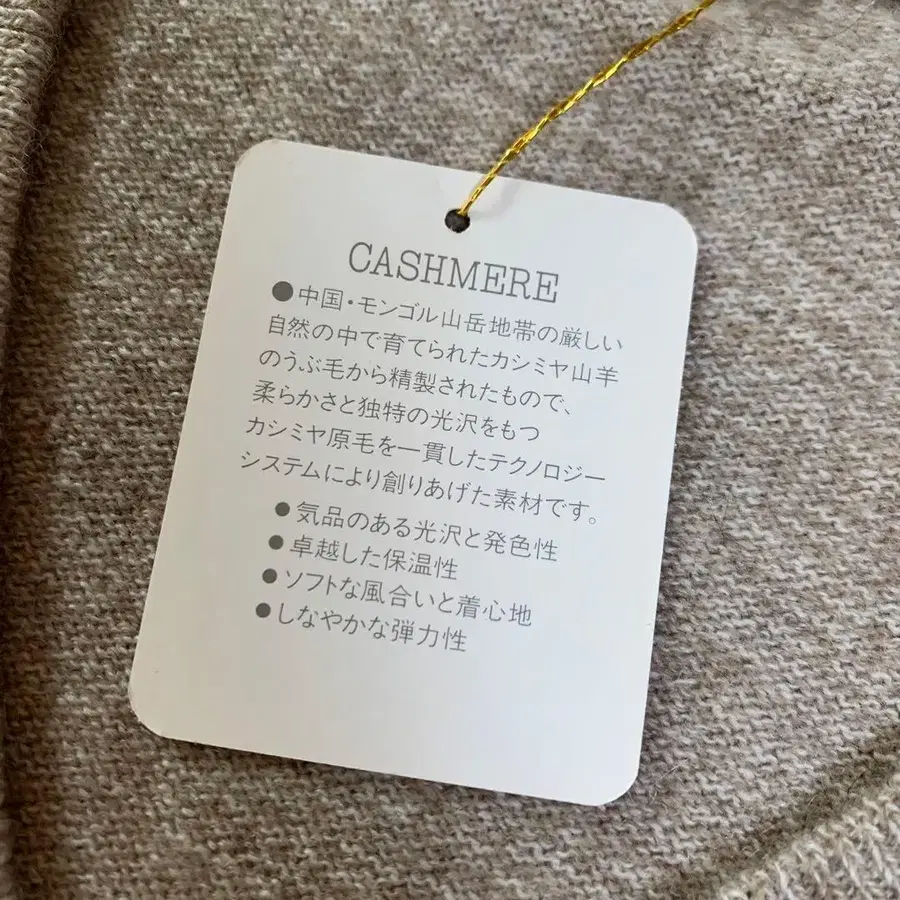 CASHMERE
●中国・モンゴル山岳地帯の厳しい
自然の中で育てられたカシミヤ山羊
のうぶ毛から精製されたもので、
柔らかさと独特の光沢をもつ
カシミヤ原毛を一貫したテクノロジー
システムにより創りあげた素材です。
●気品のある光沢と発色性
●卓越した保温性
●ソフトな風合いと着心地
●しなやかな弾力性